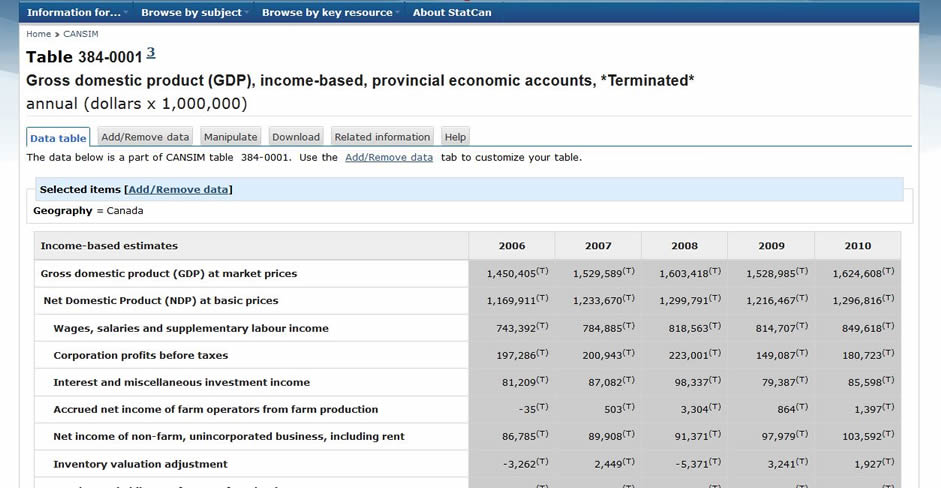 Information for... Browse by subject Browse by key resource About StatCan
Home > CANSIM
Table 384-0001 3
Gross domestic product (GDP), income-based, provincial economic accounts, *Terminated*
annual (dollars x 1,000,000)
Data table Add/Remove data Manipulate Download Related information Help
The data below is a part of CANSIM table 384-0001. Use the Add/Remove data tab to customize your table.
Selected items [Add/Remove data]
Geography = Canada
Income-based estimates 2006 2007 2008 2009 2010
Gross domestic product (GDP) at market prices 1,450,405(T) 1,529,589(T) 1,603,418(T) 1,528,985(T) 1,624,608(T)
Net Domestic Product (NDP) at basic prices 1,169,911(T) 1,233,670(T) 1,299,791(T) 1,216,467(T) 1,296,816(T)
Wages, salaries and supplementary labour income 743,392(T) 784,885(T) 818,563(T) 814,707(T) 849,618(T)
Corporation profits before taxes 197,286(T) 200,943(T) 223,001(T) 149,087(T) 180,723(T)
Interest and miscellaneous investment income 81,209(T) 87,082(T) 98,337(T) 79,387(T) 85,598(T)
Accrued net income of farm operators from farm production -35(T) 503(T) 3,304(T) 864(T) 1,397(T)
Net income of non-farm, unincorporated business, including rent 86,785(T) 89,908(T) 91,371(T) 97,979(T) 103,592(T)
Inventory valuation adjustment -3,262(T) 2,449(T) -5,371(T) 3,241(T) 1,927(T)